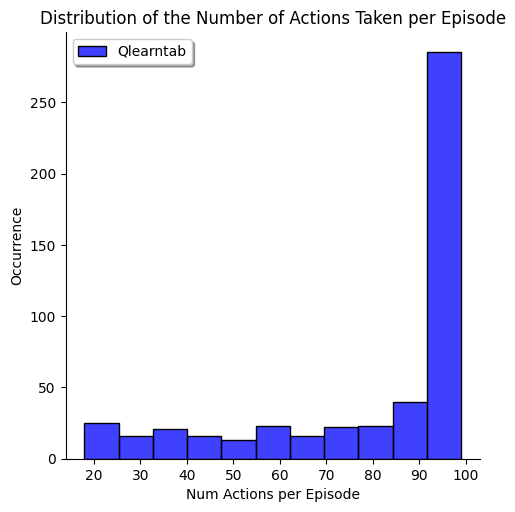 Distribution of the Number of Actions Taken per Episode
Qlearntab
250
200
150
100
50
0
Occurrence
20 30 40 50 60 70 80 90 100
Num Actions per Episode